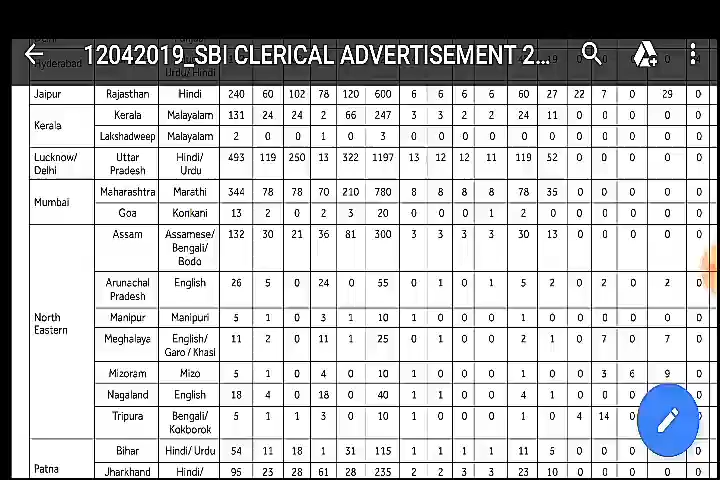 12042019_SBI CLERICAL ADVERTISEMENT 2...
Hyderabad
Urdu/ Hindi
Jaipur Rajasthan Hindi 240 60 102 78 120 600 6 6 6 6 60 27 22 7 0 29 0
Kerala Kerala Malayalam 131 24 24 2 66 247 3 3 2 2 24 11 0 0 0 0 0
Lakshadweep Malayalam 2 0 0 1 0 3 0 0 0 0 0 0 0 0 0 0 0
Lucknow/ Delhi Uttar Pradesh Hindi/ Urdu 493 119 250 13 322 1197 13 12 12 11 119 52 0 0 0 0 0
Mumbai Maharashtra Marathi 344 78 78 70 210 780 8 8 8 8 78 35 0 0 0 0 0
Goa Konkani 13 2 0 2 3 20 0 0 0 1 2 0 0 0 0 0 0
North Eastern Assam Assamese/ Bengali/ Bodo 132 30 21 36 81 300 3 3 3 3 30 13 0 0 0 0 0
Arunachal Pradesh English 26 5 0 24 0 55 0 1 0 1 5 2 0 2 0 2 0
Manipur Manipuri 5 1 0 3 1 10 1 0 0 0 1 0 0 0 0 0 0
Meghalaya English/ Garo / Khasi 11 2 0 11 1 25 0 1 0 0 2 1 0 7 0 7 0
Mizoram Mizo 5 1 0 4 0 10 1 0 0 0 1 0 0 3 6 9 0
Nagaland English 18 4 0 18 0 40 1 1 0 0 4 1 0 0 0
Tripura Bengali/ Kokborok 5 1 1 3 0 10 1 0 0 0 1 0 4 14 0
Patna Bihar Hindi/ Urdu 54 11 18 1 31 115 1 1 1 1 11 5 0 0 0 0 0
Jharkhand Hindi/ 95 23 28 61 28 235 2 2 3 3 23 10 0 0 0 0 0